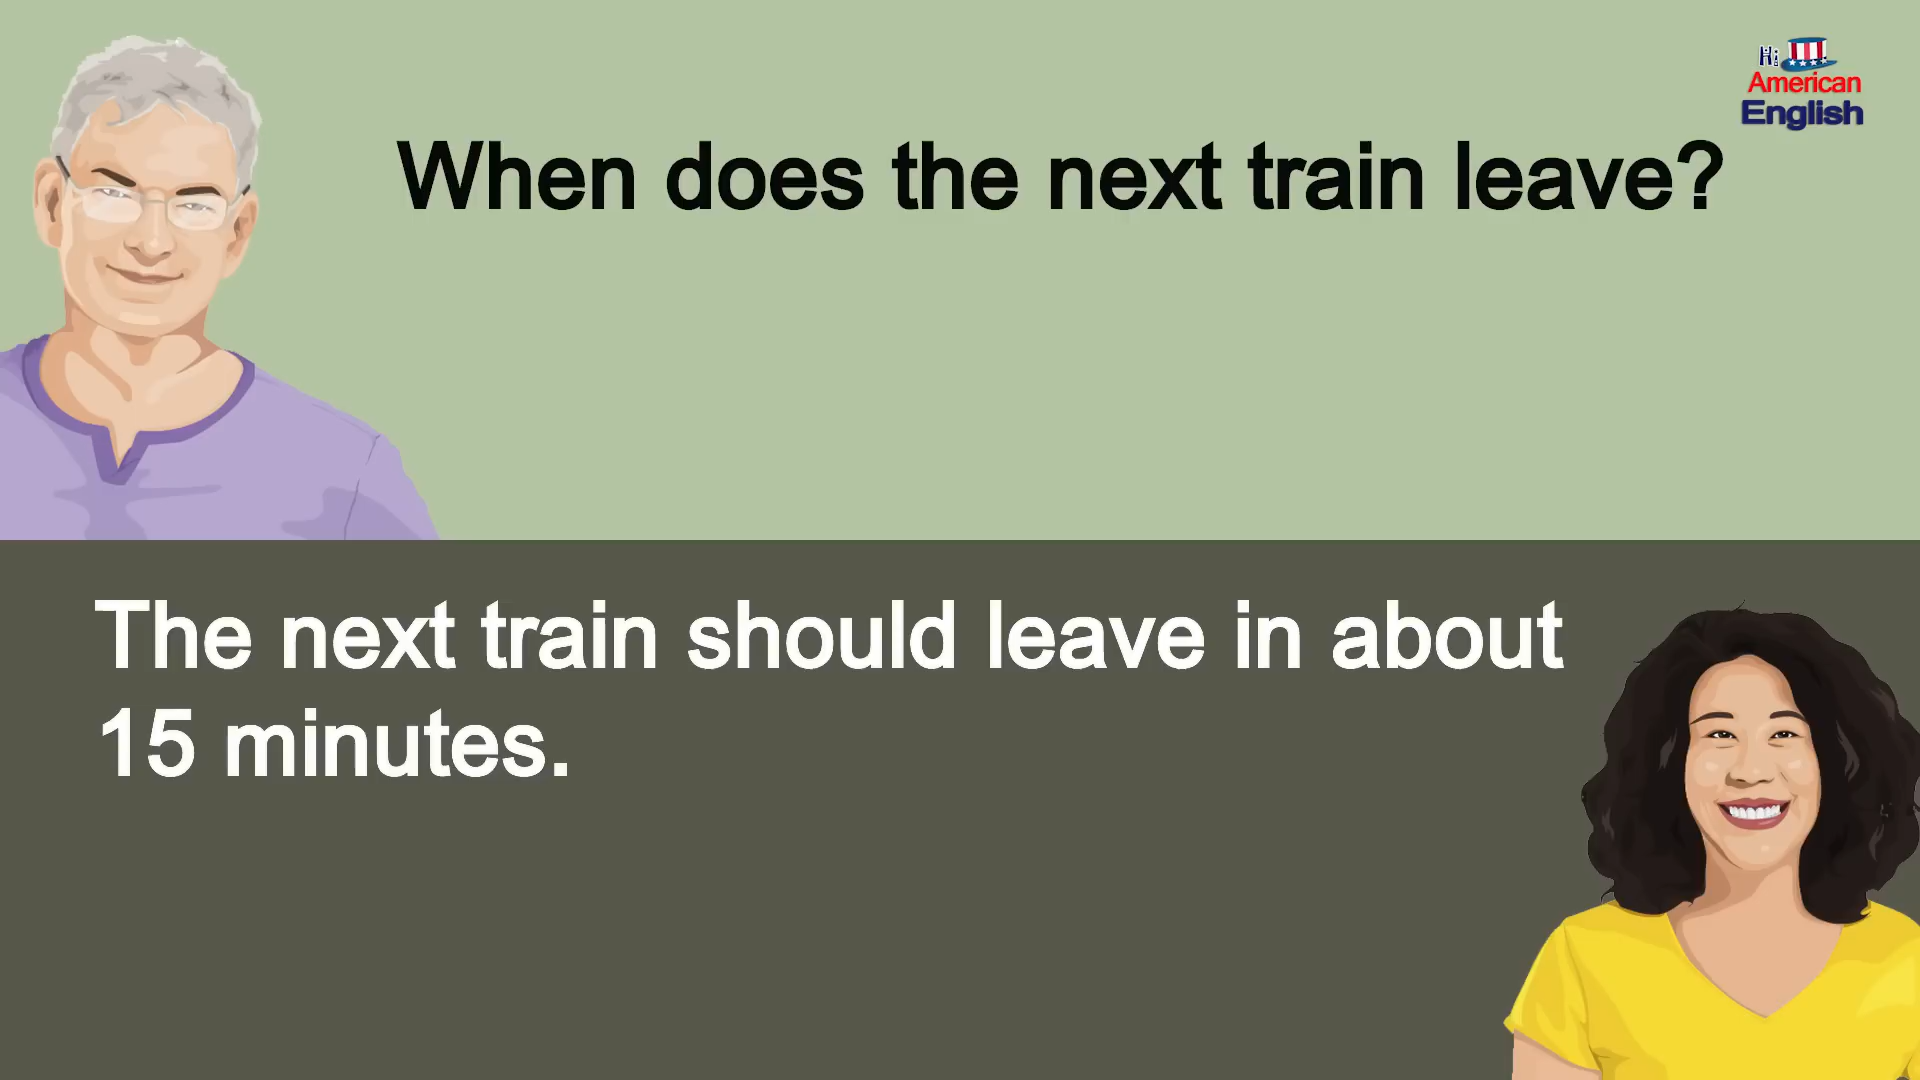 Hi
American
English
When does the next train leave?
The next train should leave in about
15 minutes.